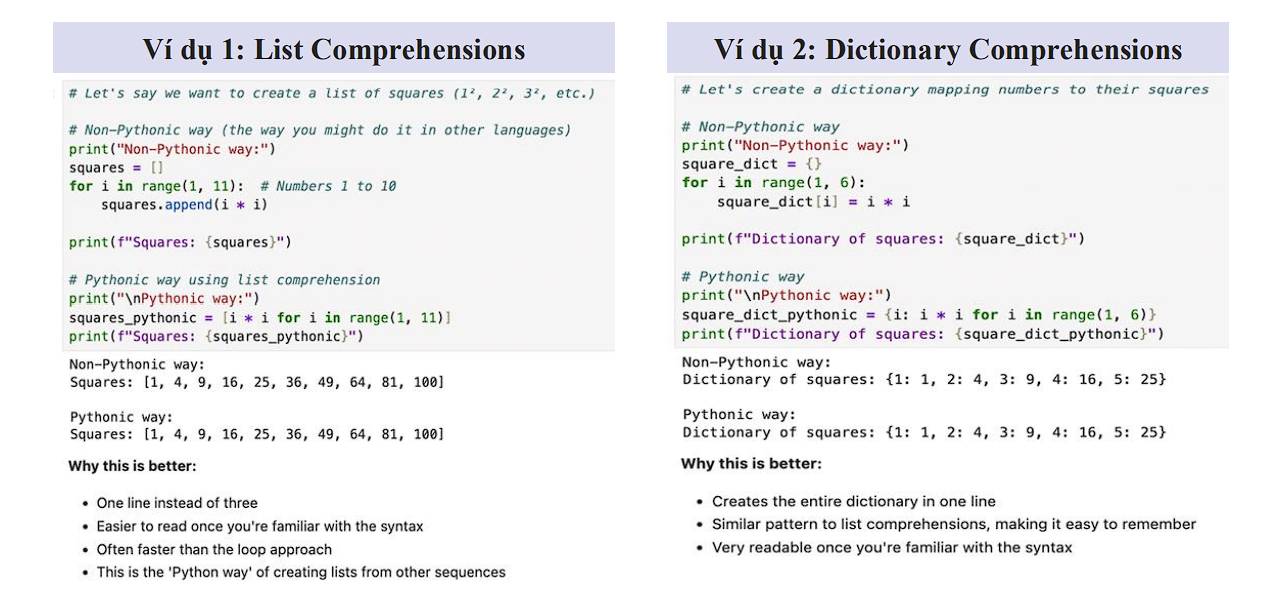 Ví dụ 1: List Comprehensions
# Let's say we want to create a list of squares (1², 2², 3², etc.)
# Non-Pythonic way (the way you might do it in other languages)
print("Non-Pythonic way:")
squares = []
for i in range(1, 11):  # Numbers 1 to 10
    squares.append(i * i)
print(f"Squares: {squares}")
# Pythonic way using list comprehension
print("\nPythonic way:")
squares_pythonic = [i * i for i in range(1, 11)]
print(f"Squares: {squares_pythonic}")
Non-Pythonic way:
Squares: [1, 4, 9, 16, 25, 36, 49, 64, 81, 100]
Pythonic way:
Squares: [1, 4, 9, 16, 25, 36, 49, 64, 81, 100]
Why this is better:
• One line instead of three
• Easier to read once you're familiar with the syntax
• Often faster than the loop approach
• This is the 'Python way' of creating lists from other sequences
Ví dụ 2: Dictionary Comprehensions
# Let's create a dictionary mapping numbers to their squares
# Non-Pythonic way
print("Non-Pythonic way:")
square_dict = {}
for i in range(1, 6):
    square_dict[i] = i * i
print(f"Dictionary of squares: {square_dict}")
# Pythonic way
print("\nPythonic way:")
square_dict_pythonic = {i: i * i for i in range(1, 6)}
print(f"Dictionary of squares: {square_dict_pythonic}")
Non-Pythonic way:
Dictionary of squares: {1: 1, 2: 4, 3: 9, 4: 16, 5: 25}
Pythonic way:
Dictionary of squares: {1: 1, 2: 4, 3: 9, 4: 16, 5: 25}
Why this is better:
• Creates the entire dictionary in one line
• Similar pattern to list comprehensions, making it easy to remember
• Very readable once you're familiar with the syntax